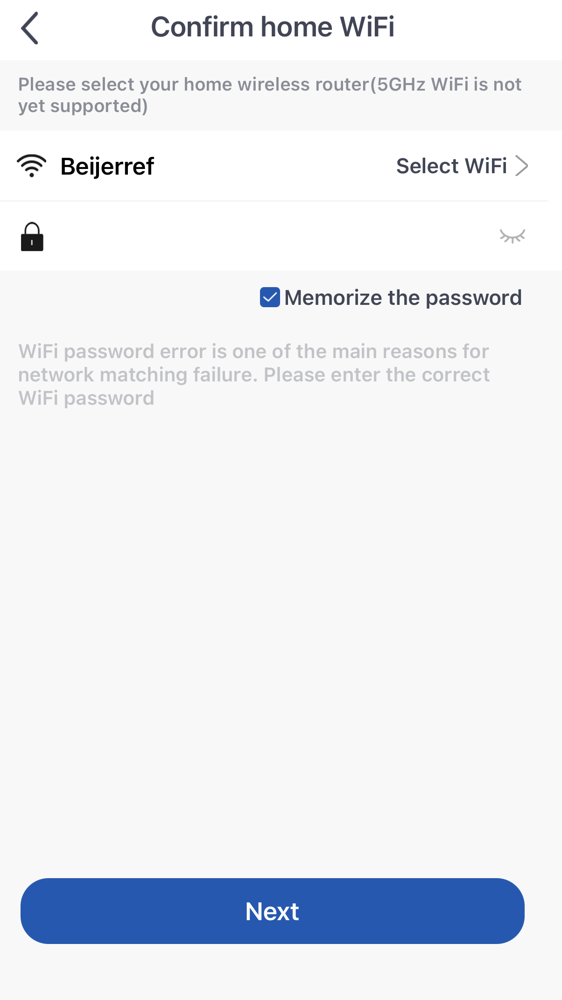 Confirm home WiFi
Please select your home wireless router(5GHz WiFi is not
yet supported)
Beijerref
Select WiFi
Memorize the password
WiFi password error is one of the main reasons for
network matching failure. Please enter the correct
WiFi password
Next